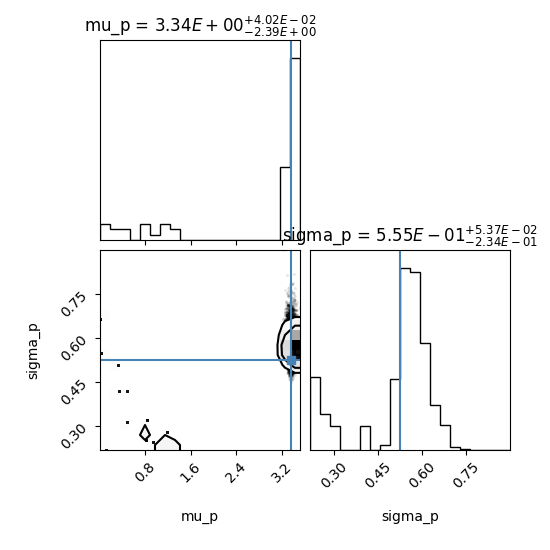 mu_p = 3.34E + 00+4.02E−02−2.39E+00
sigma_p = 5.55E − 01+5.37E−02−2.34E−01
sigma_p
0.75
0.60
0.45
0.30
0.8 1.6 2.4 3.2
0.30 0.45 0.60 0.75
mu_p
sigma_p